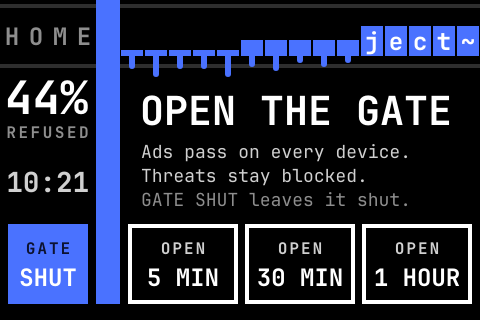 HOME
ject~
44%
REFUSED
10:21
GATE
SHUT
OPEN THE GATE
Ads pass on every device.
Threats stay blocked.
GATE SHUT leaves it shut.
OPEN
5 MIN
OPEN
30 MIN
OPEN
1 HOUR